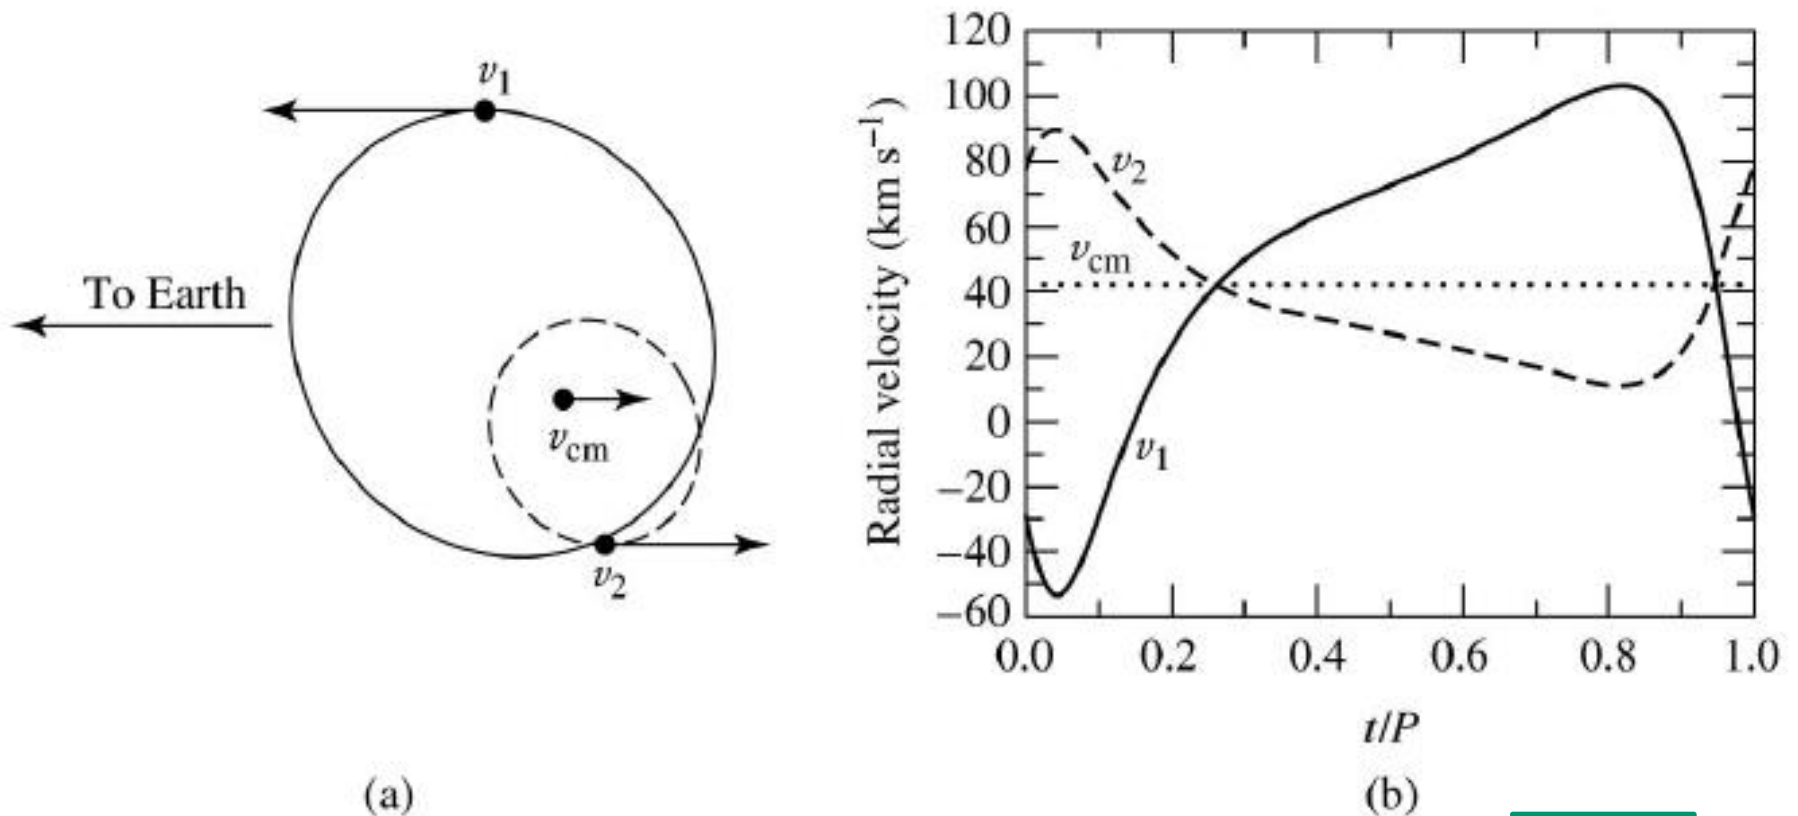 v1
To Earth
vcm
v2
(a)
Radial velocity (km s−1)
120
100
80
60
40
20
0
−20
−40
−60
v2
vcm
v1
0.0 0.2 0.4 0.6 0.8 1.0
t/P
(b)